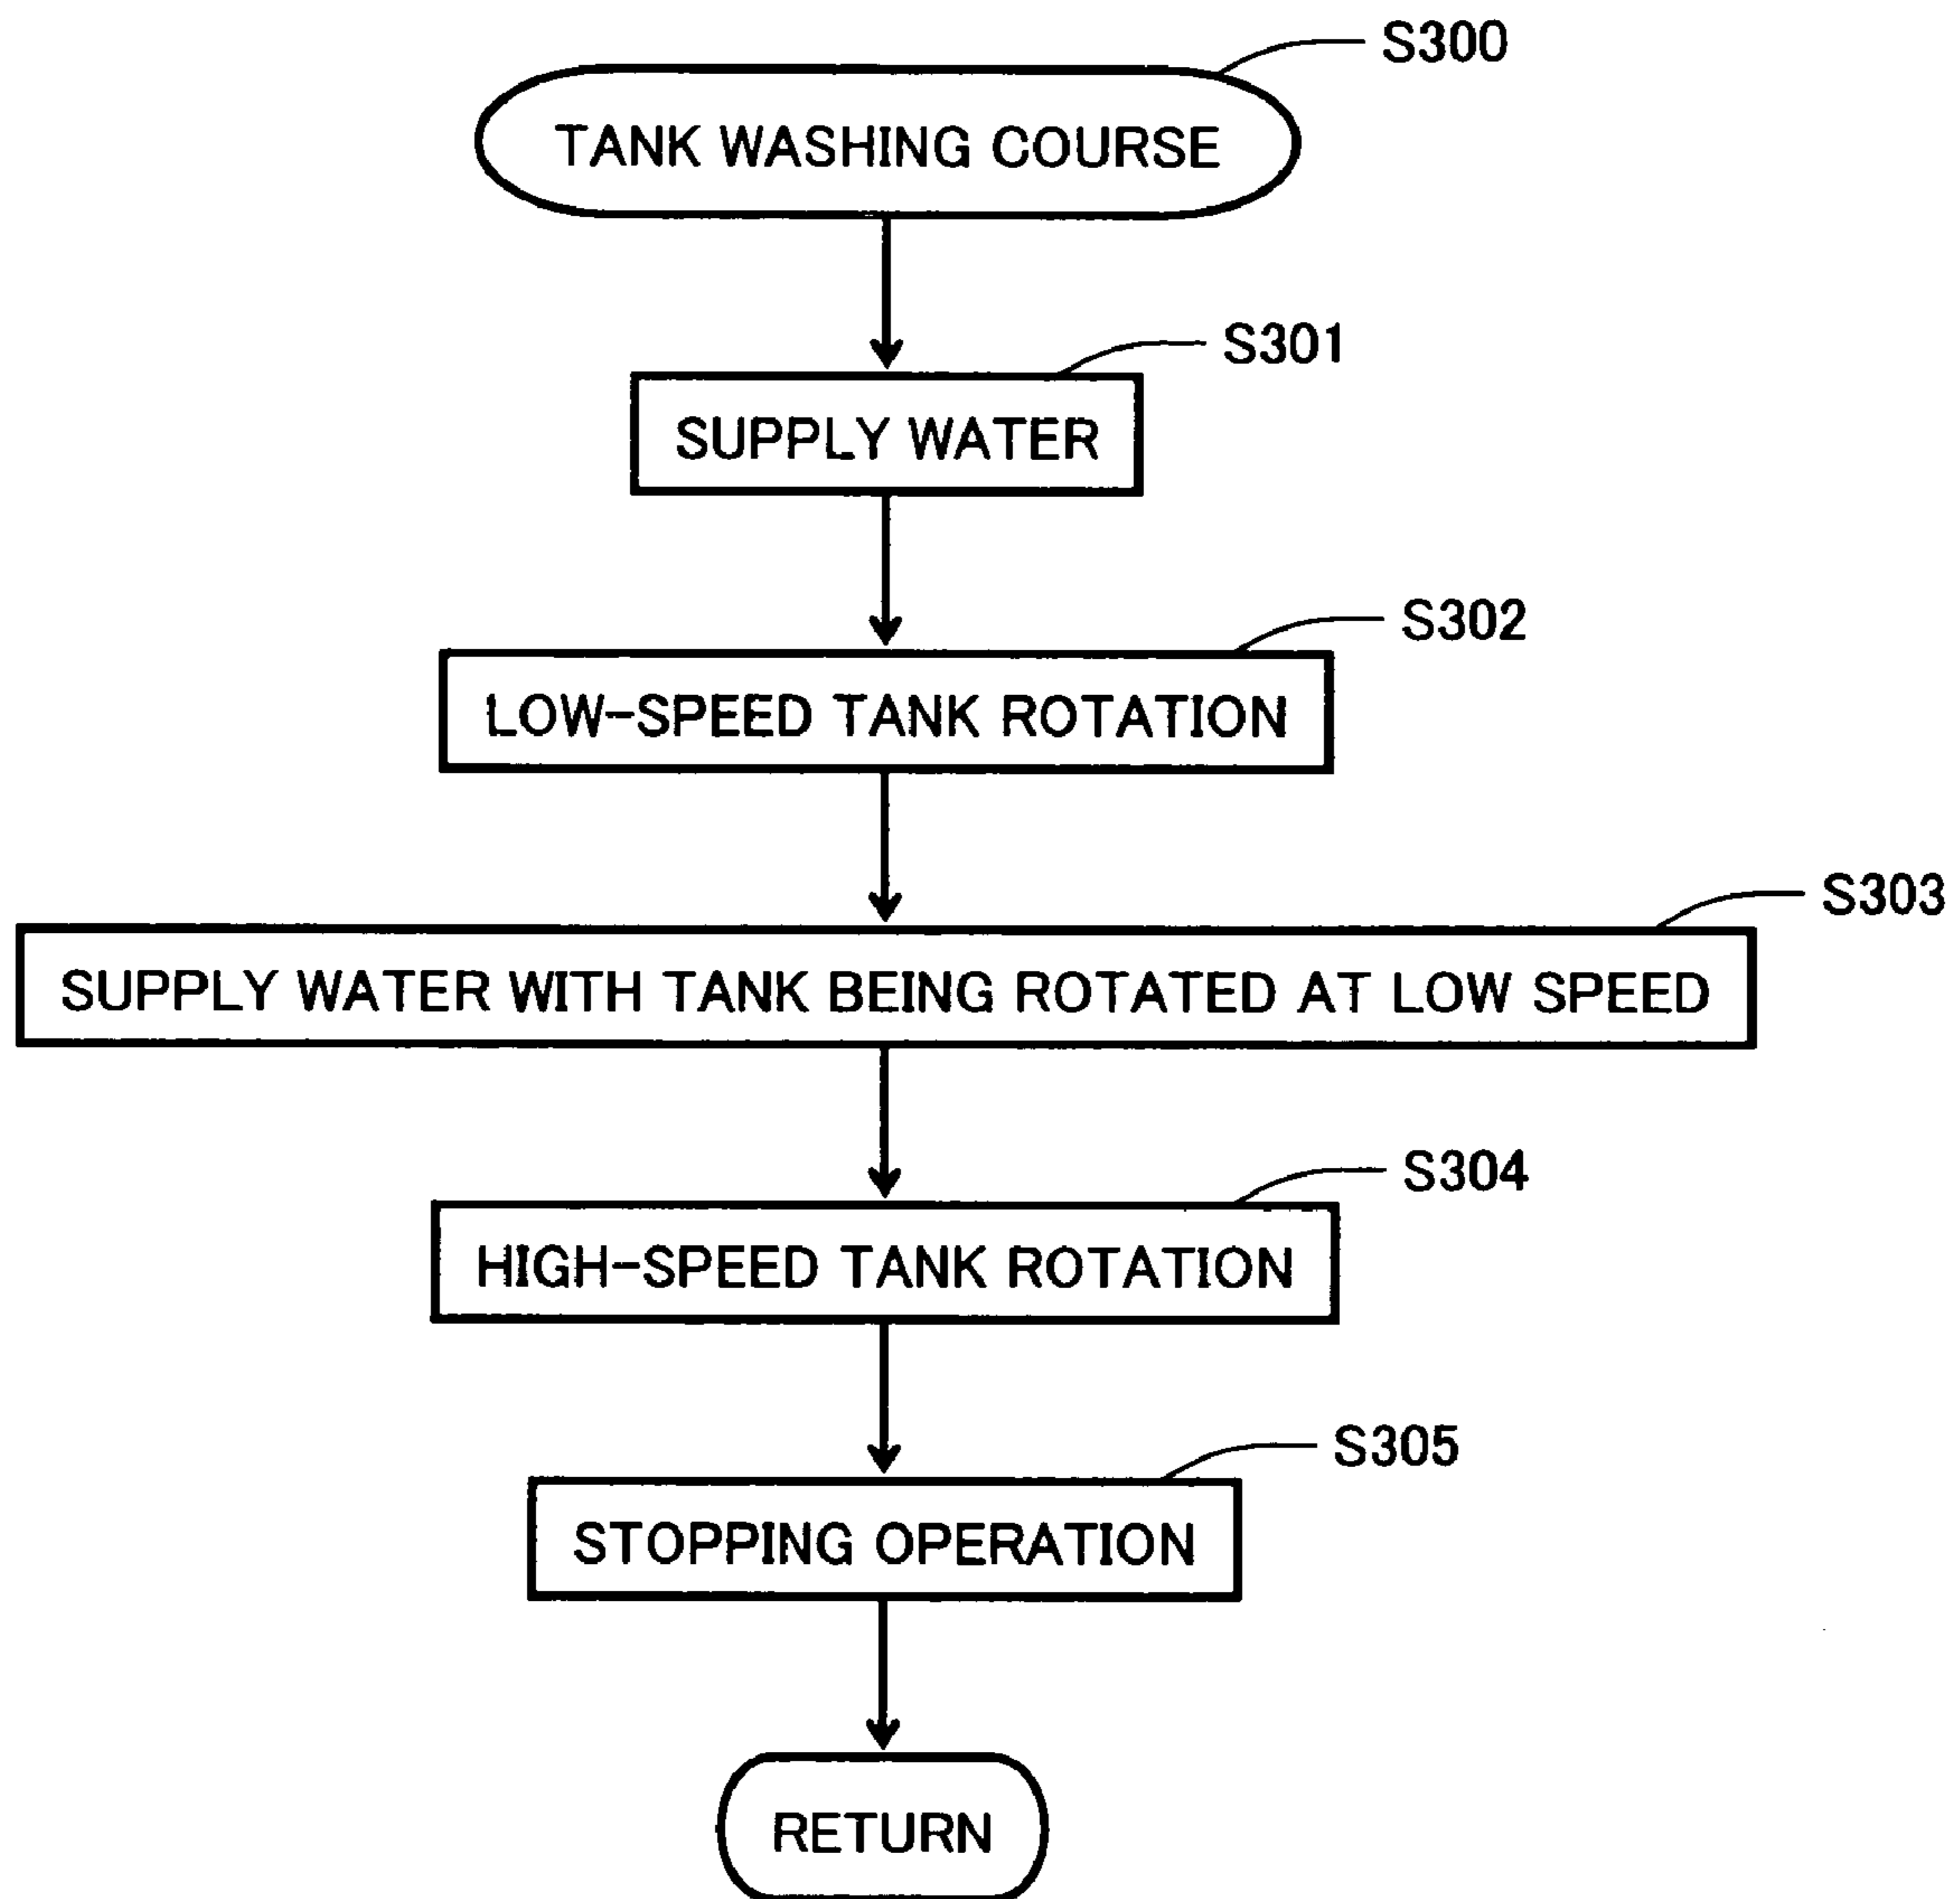 S300
TANK WASHING COURSE
S301
SUPPLY WATER
S302
LOW-SPEED TANK ROTATION
S303
SUPPLY WATER WITH TANK BEING ROTATED AT LOW SPEED
S304
HIGH-SPEED TANK ROTATION
S305
STOPPING OPERATION
RETURN